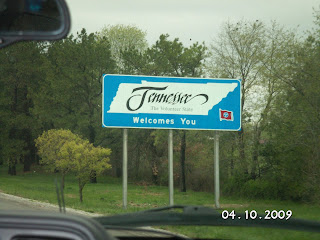 Tennessee
The Volunteer State
Welcomes You
04.10.2009